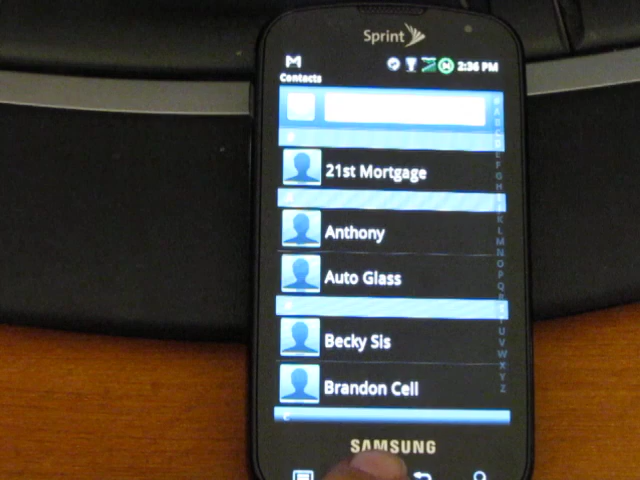 Sprint
2:36 PM
Contacts
21st Mortgage
Anthony
Auto Glass
Becky Sis
Brandon Cell
C
SAMSUNG